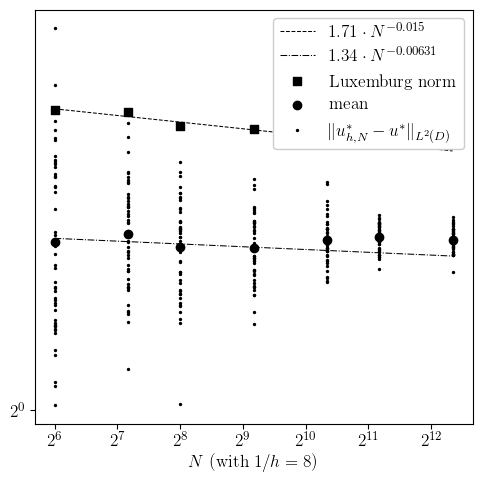 1.71 · N^{-0.015}
1.34 · N^{-0.00631}
Luxemburg norm
mean
||u^*_{h,N} − u^*||_{L^2(D)}
2^0
2^6 2^7 2^8 2^9 2^{10} 2^{11} 2^{12}
N (with 1/h = 8)